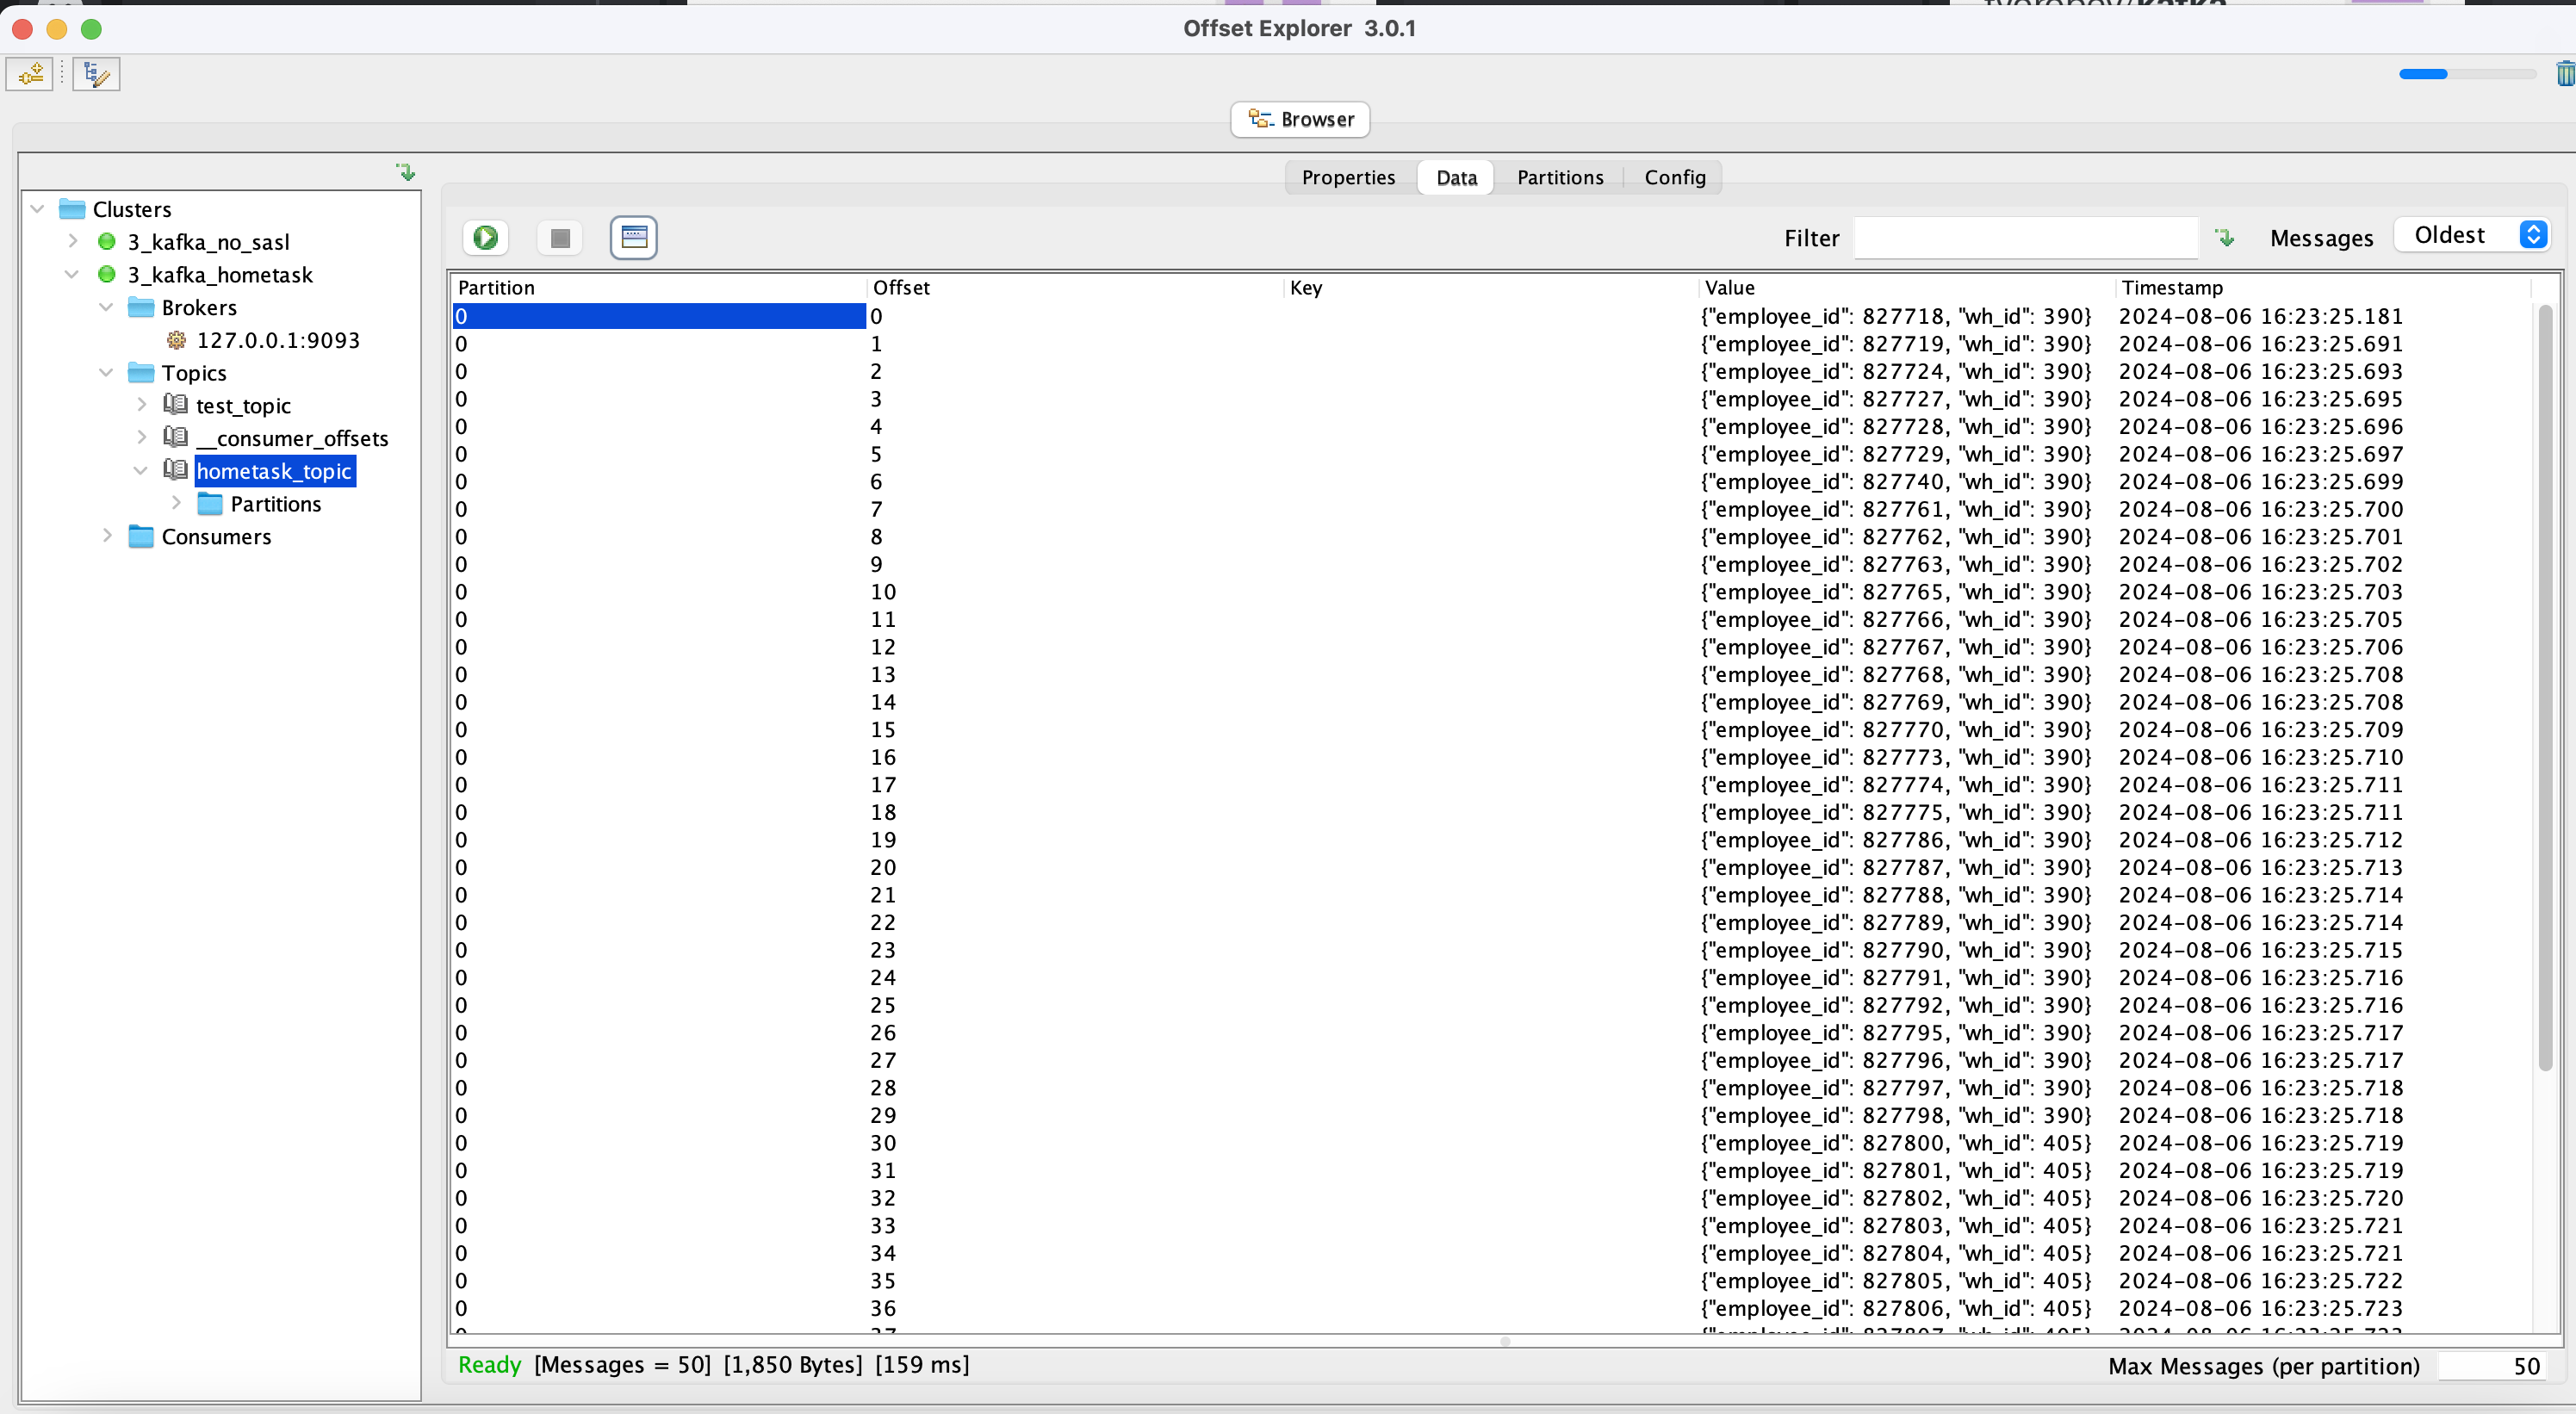 Offset Explorer 3.0.1
Browser
Clusters
3_kafka_no_sasl
3_kafka_hometask
Brokers
127.0.0.1:9093
Topics
test_topic
__consumer_offsets
hometask_topic
Partitions
Consumers
Properties Data Partitions Config
Filter Messages Oldest
Partition Offset Key Value Timestamp
0 0 {"employee_id": 827718, "wh_id": 390} 2024-08-06 16:23:25.181
0 1 {"employee_id": 827719, "wh_id": 390} 2024-08-06 16:23:25.691
0 2 {"employee_id": 827724, "wh_id": 390} 2024-08-06 16:23:25.693
0 3 {"employee_id": 827727, "wh_id": 390} 2024-08-06 16:23:25.695
0 4 {"employee_id": 827728, "wh_id": 390} 2024-08-06 16:23:25.696
0 5 {"employee_id": 827729, "wh_id": 390} 2024-08-06 16:23:25.697
0 6 {"employee_id": 827740, "wh_id": 390} 2024-08-06 16:23:25.699
0 7 {"employee_id": 827761, "wh_id": 390} 2024-08-06 16:23:25.700
0 8 {"employee_id": 827762, "wh_id": 390} 2024-08-06 16:23:25.701
0 9 {"employee_id": 827763, "wh_id": 390} 2024-08-06 16:23:25.702
0 10 {"employee_id": 827765, "wh_id": 390} 2024-08-06 16:23:25.703
0 11 {"employee_id": 827766, "wh_id": 390} 2024-08-06 16:23:25.705
0 12 {"employee_id": 827767, "wh_id": 390} 2024-08-06 16:23:25.706
0 13 {"employee_id": 827768, "wh_id": 390} 2024-08-06 16:23:25.708
0 14 {"employee_id": 827769, "wh_id": 390} 2024-08-06 16:23:25.708
0 15 {"employee_id": 827770, "wh_id": 390} 2024-08-06 16:23:25.709
0 16 {"employee_id": 827773, "wh_id": 390} 2024-08-06 16:23:25.710
0 17 {"employee_id": 827774, "wh_id": 390} 2024-08-06 16:23:25.711
0 18 {"employee_id": 827775, "wh_id": 390} 2024-08-06 16:23:25.711
0 19 {"employee_id": 827786, "wh_id": 390} 2024-08-06 16:23:25.712
0 20 {"employee_id": 827787, "wh_id": 390} 2024-08-06 16:23:25.713
0 21 {"employee_id": 827788, "wh_id": 390} 2024-08-06 16:23:25.714
0 22 {"employee_id": 827789, "wh_id": 390} 2024-08-06 16:23:25.714
0 23 {"employee_id": 827790, "wh_id": 390} 2024-08-06 16:23:25.715
0 24 {"employee_id": 827791, "wh_id": 390} 2024-08-06 16:23:25.716
0 25 {"employee_id": 827792, "wh_id": 390} 2024-08-06 16:23:25.716
0 26 {"employee_id": 827795, "wh_id": 390} 2024-08-06 16:23:25.717
0 27 {"employee_id": 827796, "wh_id": 390} 2024-08-06 16:23:25.717
0 28 {"employee_id": 827797, "wh_id": 390} 2024-08-06 16:23:25.718
0 29 {"employee_id": 827798, "wh_id": 390} 2024-08-06 16:23:25.718
0 30 {"employee_id": 827800, "wh_id": 405} 2024-08-06 16:23:25.719
0 31 {"employee_id": 827801, "wh_id": 405} 2024-08-06 16:23:25.719
0 32 {"employee_id": 827802, "wh_id": 405} 2024-08-06 16:23:25.720
0 33 {"employee_id": 827803, "wh_id": 405} 2024-08-06 16:23:25.721
0 34 {"employee_id": 827804, "wh_id": 405} 2024-08-06 16:23:25.721
0 35 {"employee_id": 827805, "wh_id": 405} 2024-08-06 16:23:25.722
0 36 {"employee_id": 827806, "wh_id": 405} 2024-08-06 16:23:25.723
Ready [Messages = 50] [1,850 Bytes] [159 ms]
Max Messages (per partition) 50